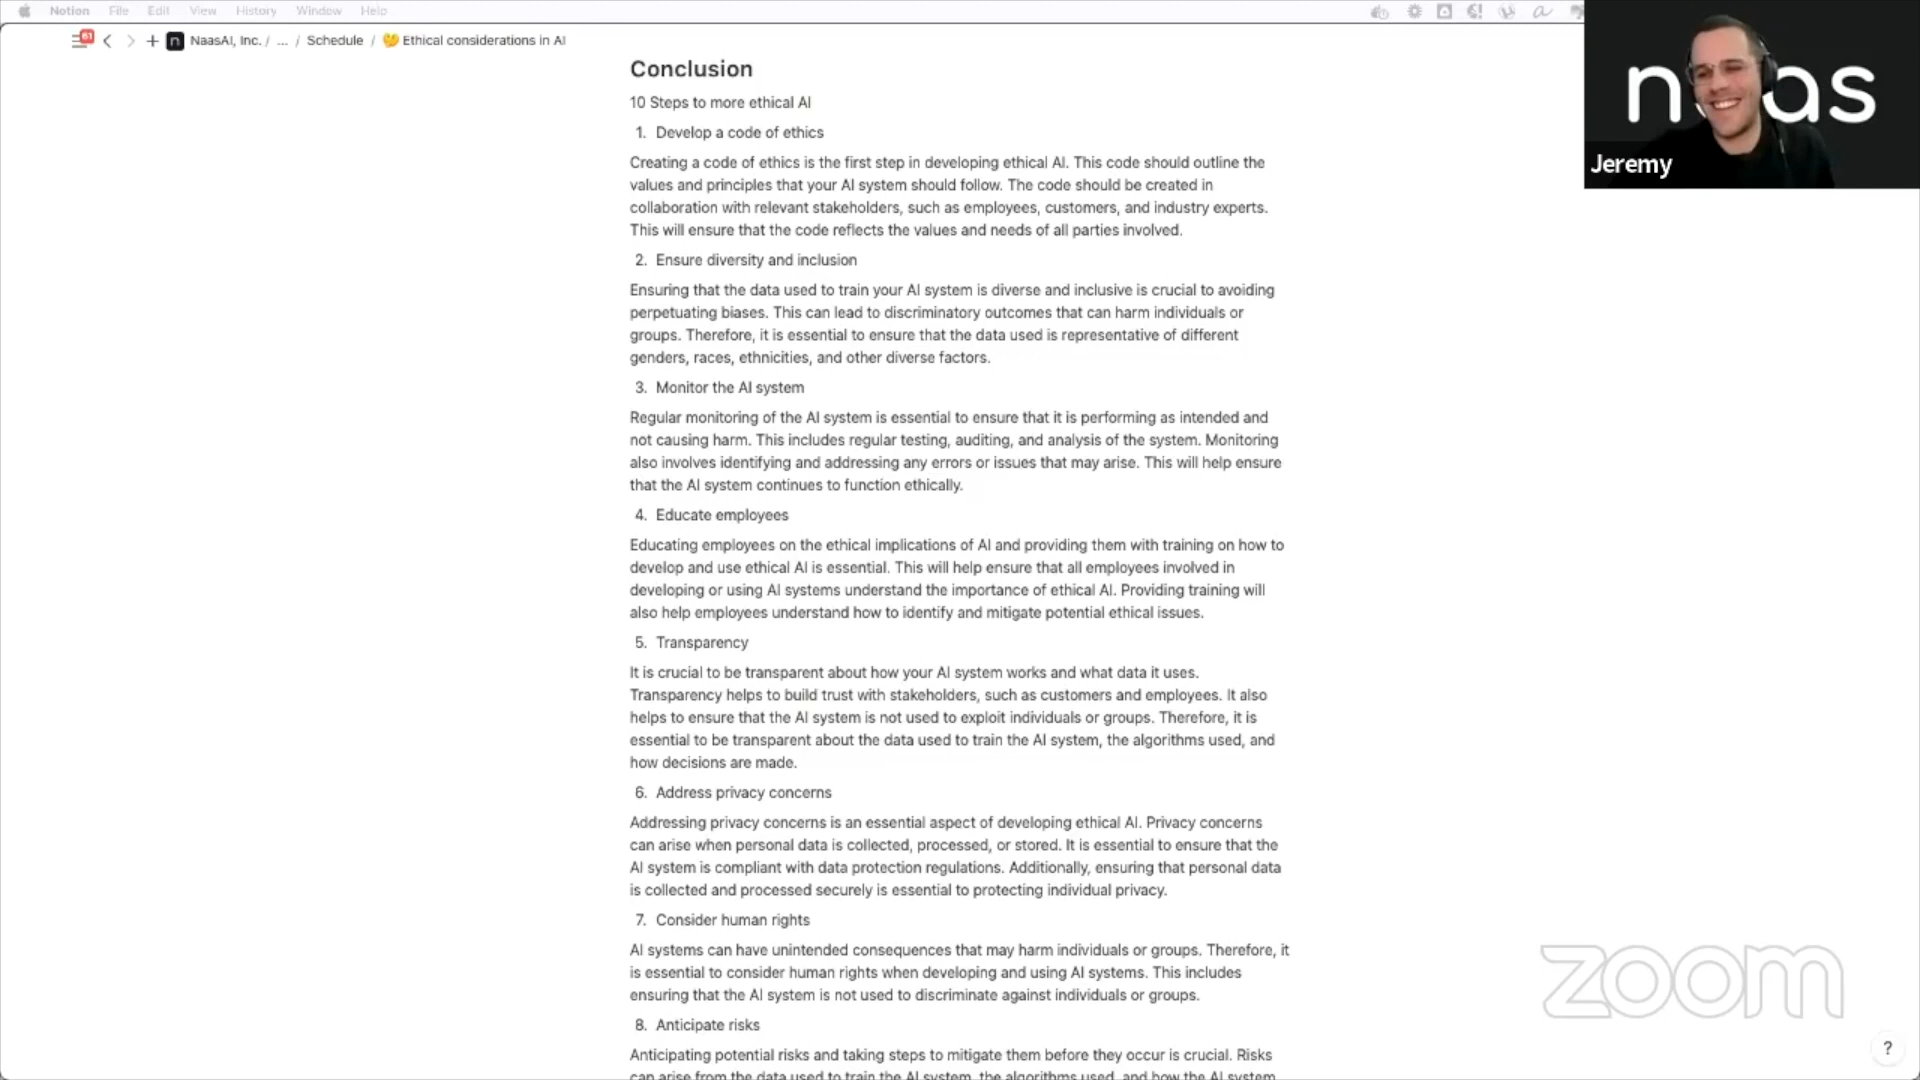 Notion File Edit View History Window Help
61
NaasAI, Inc. / ... / Schedule / 🤔 Ethical considerations in AI
naas
Jeremy
Conclusion
10 Steps to more ethical AI
1. Develop a code of ethics
Creating a code of ethics is the first step in developing ethical AI. This code should outline the
values and principles that your AI system should follow. The code should be created in
collaboration with relevant stakeholders, such as employees, customers, and industry experts.
This will ensure that the code reflects the values and needs of all parties involved.
2. Ensure diversity and inclusion
Ensuring that the data used to train your AI system is diverse and inclusive is crucial to avoiding
perpetuating biases. This can lead to discriminatory outcomes that can harm individuals or
groups. Therefore, it is essential to ensure that the data used is representative of different
genders, races, ethnicities, and other diverse factors.
3. Monitor the AI system
Regular monitoring of the AI system is essential to ensure that it is performing as intended and
not causing harm. This includes regular testing, auditing, and analysis of the system. Monitoring
also involves identifying and addressing any errors or issues that may arise. This will help ensure
that the AI system continues to function ethically.
4. Educate employees
Educating employees on the ethical implications of AI and providing them with training on how to
develop and use ethical AI is essential. This will help ensure that all employees involved in
developing or using AI systems understand the importance of ethical AI. Providing training will
also help employees understand how to identify and mitigate potential ethical issues.
5. Transparency
It is crucial to be transparent about how your AI system works and what data it uses.
Transparency helps to build trust with stakeholders, such as customers and employees. It also
helps to ensure that the AI system is not used to exploit individuals or groups. Therefore, it is
essential to be transparent about the data used to train the AI system, the algorithms used, and
how decisions are made.
6. Address privacy concerns
Addressing privacy concerns is an essential aspect of developing ethical AI. Privacy concerns
can arise when personal data is collected, processed, or stored. It is essential to ensure that the
AI system is compliant with data protection regulations. Additionally, ensuring that personal data
is collected and processed securely is essential to protecting individual privacy.
7. Consider human rights
AI systems can have unintended consequences that may harm individuals or groups. Therefore, it
is essential to consider human rights when developing and using AI systems. This includes
ensuring that the AI system is not used to discriminate against individuals or groups.
8. Anticipate risks
Anticipating potential risks and taking steps to mitigate them before they occur is crucial. Risks
can arise from the data used to train the AI system, the algorithms used, and how the AI system
zoom
?